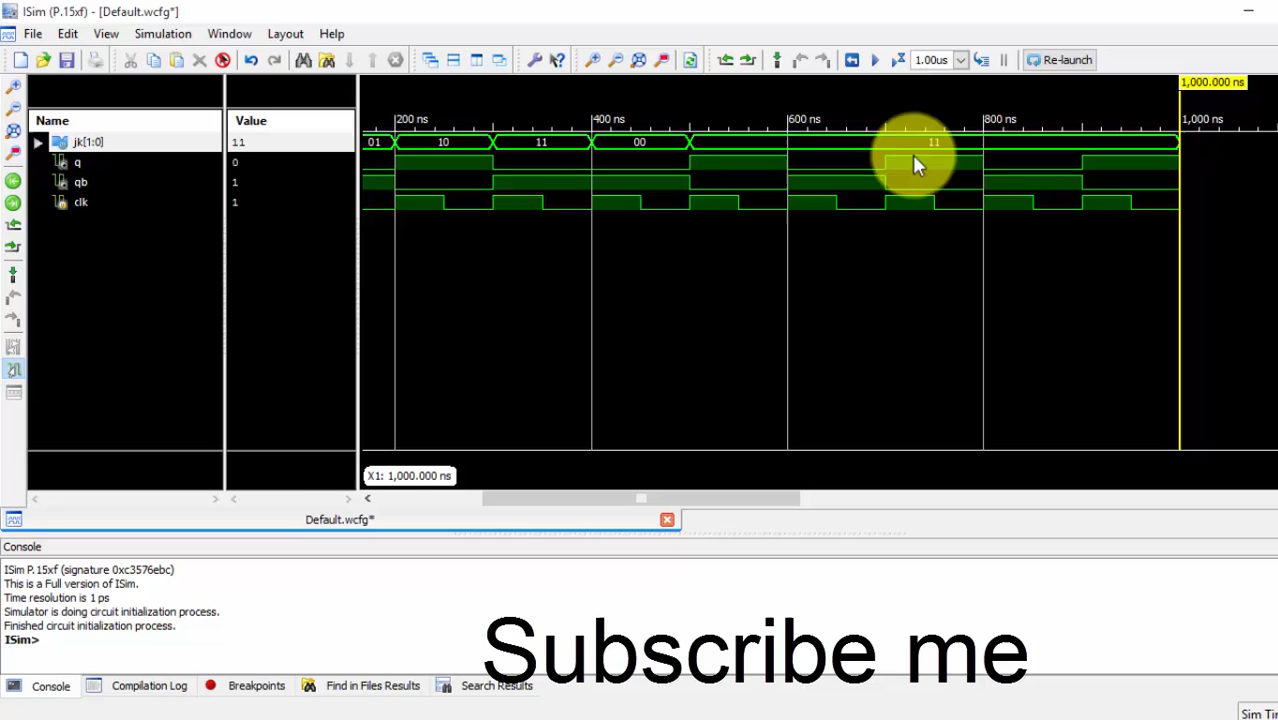 ISim (P.15xf) - [Default.wcfg*]
File Edit View Simulation Window Layout Help
1.00us Re-launch
1,000.000 ns
Name Value
200 ns 400 ns 600 ns 800 ns 1,000 ns
jk[1:0] 11 01 10 11 00 11
q 0
qb 1
clk 1
X1: 1,000.000 ns
Default.wcfg*
Console
ISim P.15xf (signature 0xc3576ebc)
This is a Full version of ISim.
Time resolution is 1 ps
Simulator is doing circuit initialization process.
Finished circuit initialization process.
ISim>
Subscribe me
Console Compilation Log Breakpoints Find in Files Results Search Results
Sim Tim